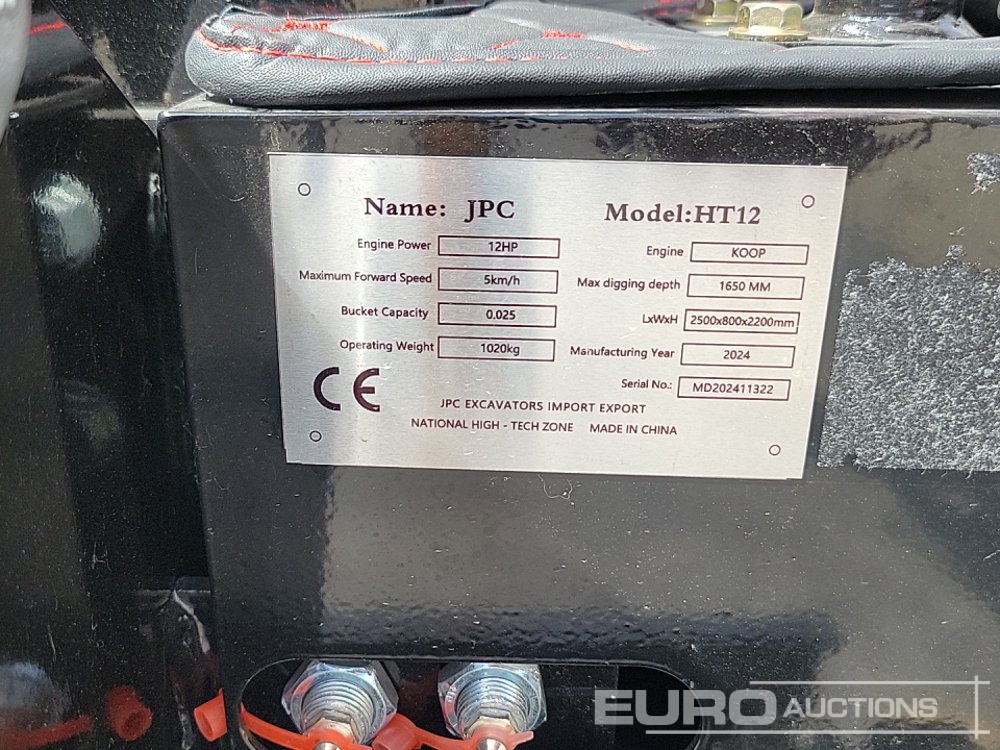 Name: JPC
Model:HT12
Engine Power 12HP
Engine KOOP
Maximum Forward Speed 5km/h
Max digging depth 1650 MM
Bucket Capacity 0.025
LxWxH 2500x800x2200mm
Operating Weight 1020kg
Manufacturing Year 2024
Serial No.: MD202411322
CE
JPC EXCAVATORS IMPORT EXPORT
NATIONAL HIGH - TECH ZONE MADE IN CHINA
EURO AUCTIONS